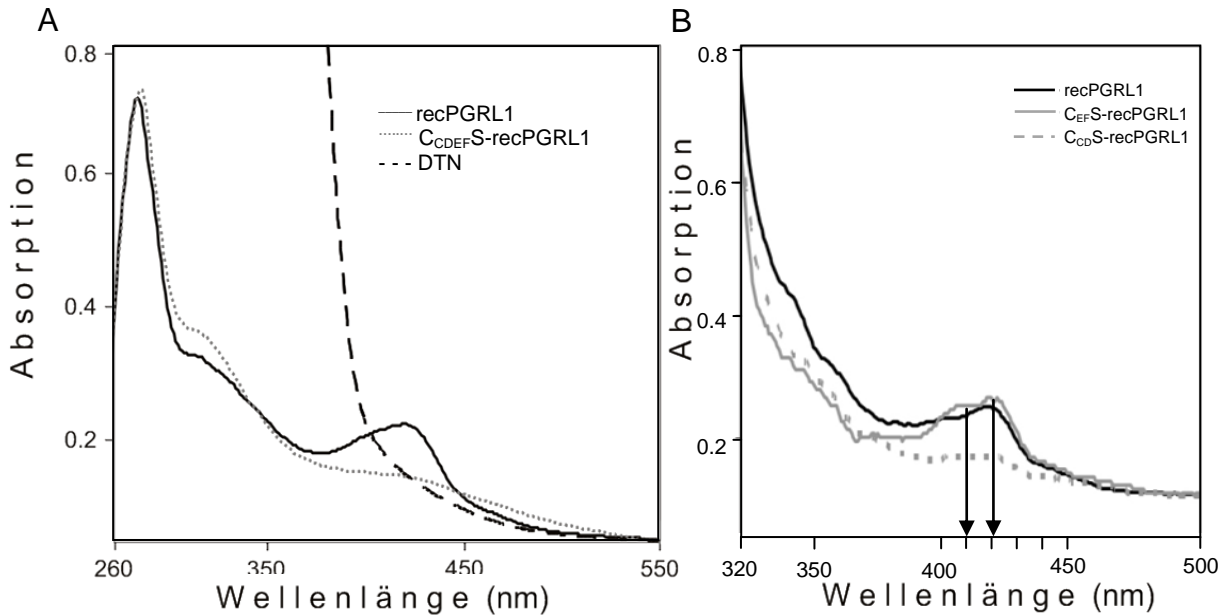 A
0.8
0.6
0.4
0.2
260
350
450
550
Absorption
Wellenlänge (nm)
recPGRL1
CCDEFS-recPGRL1
DTN
B
0.8
0.6
0.4
0.2
320
350
400
450
500
Absorption
Wellenlänge (nm)
recPGRL1
CEFS-recPGRL1
CCDS-recPGRL1